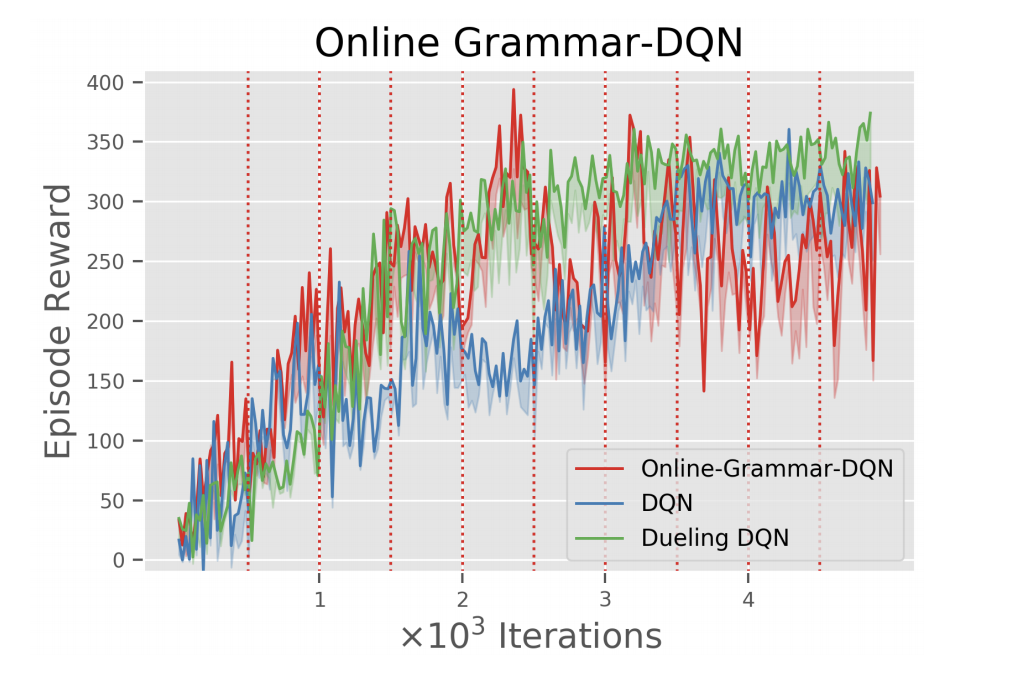 Online Grammar-DQN
400
350
300
250
200
150
100
50
0
Episode Reward
Online-Grammar-DQN
DQN
Dueling DQN
1 2 3 4
×10³ Iterations